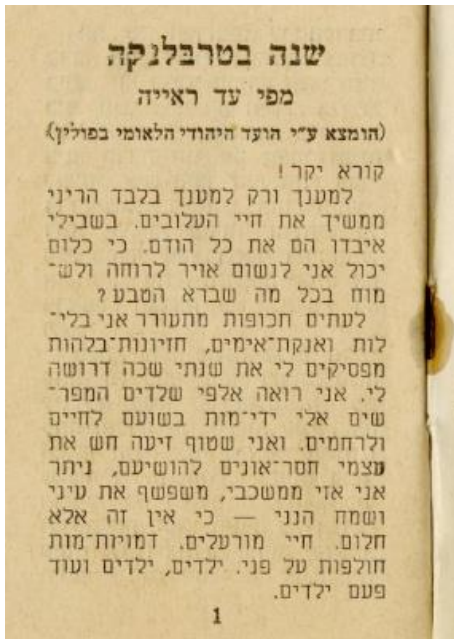 שנה בטרבלנקה
מפי עד ראייה
(הומצא ע״י הועד היהודי הלאומי בפולין)
קורא יקר!
למענך ורק למענך בלבד הריני
ממשיך את חיי העלובים. בשבילי
איבדו הם את כל הודם. כי כלום
יכול אני לנשום אויר לרוחה ולש־
מוח בכל מה שברא הטבע?
לעתים תכופות מתעורר אני בלי־
לות ואנקת־אימים, חזיונות־בלהות
מפסיקים לי את שנתי שכה דרושה
לי. אני רואה אלפי שלדים המפר־
שים אלי ידי־מות בשועם לחיים
ולרחמים. ואני שטוף זיעה חש את
עצמי חסר־אונים להושיעם, ניתר
אני אזי ממשכבי, משפשף את עיני
ושמח הנני — כי אין זה אלא
חלום. חיי מורעלים. דמויות־מות
חולפות על פני. ילדים, ילדים ועוד
פעם ילדים.
1